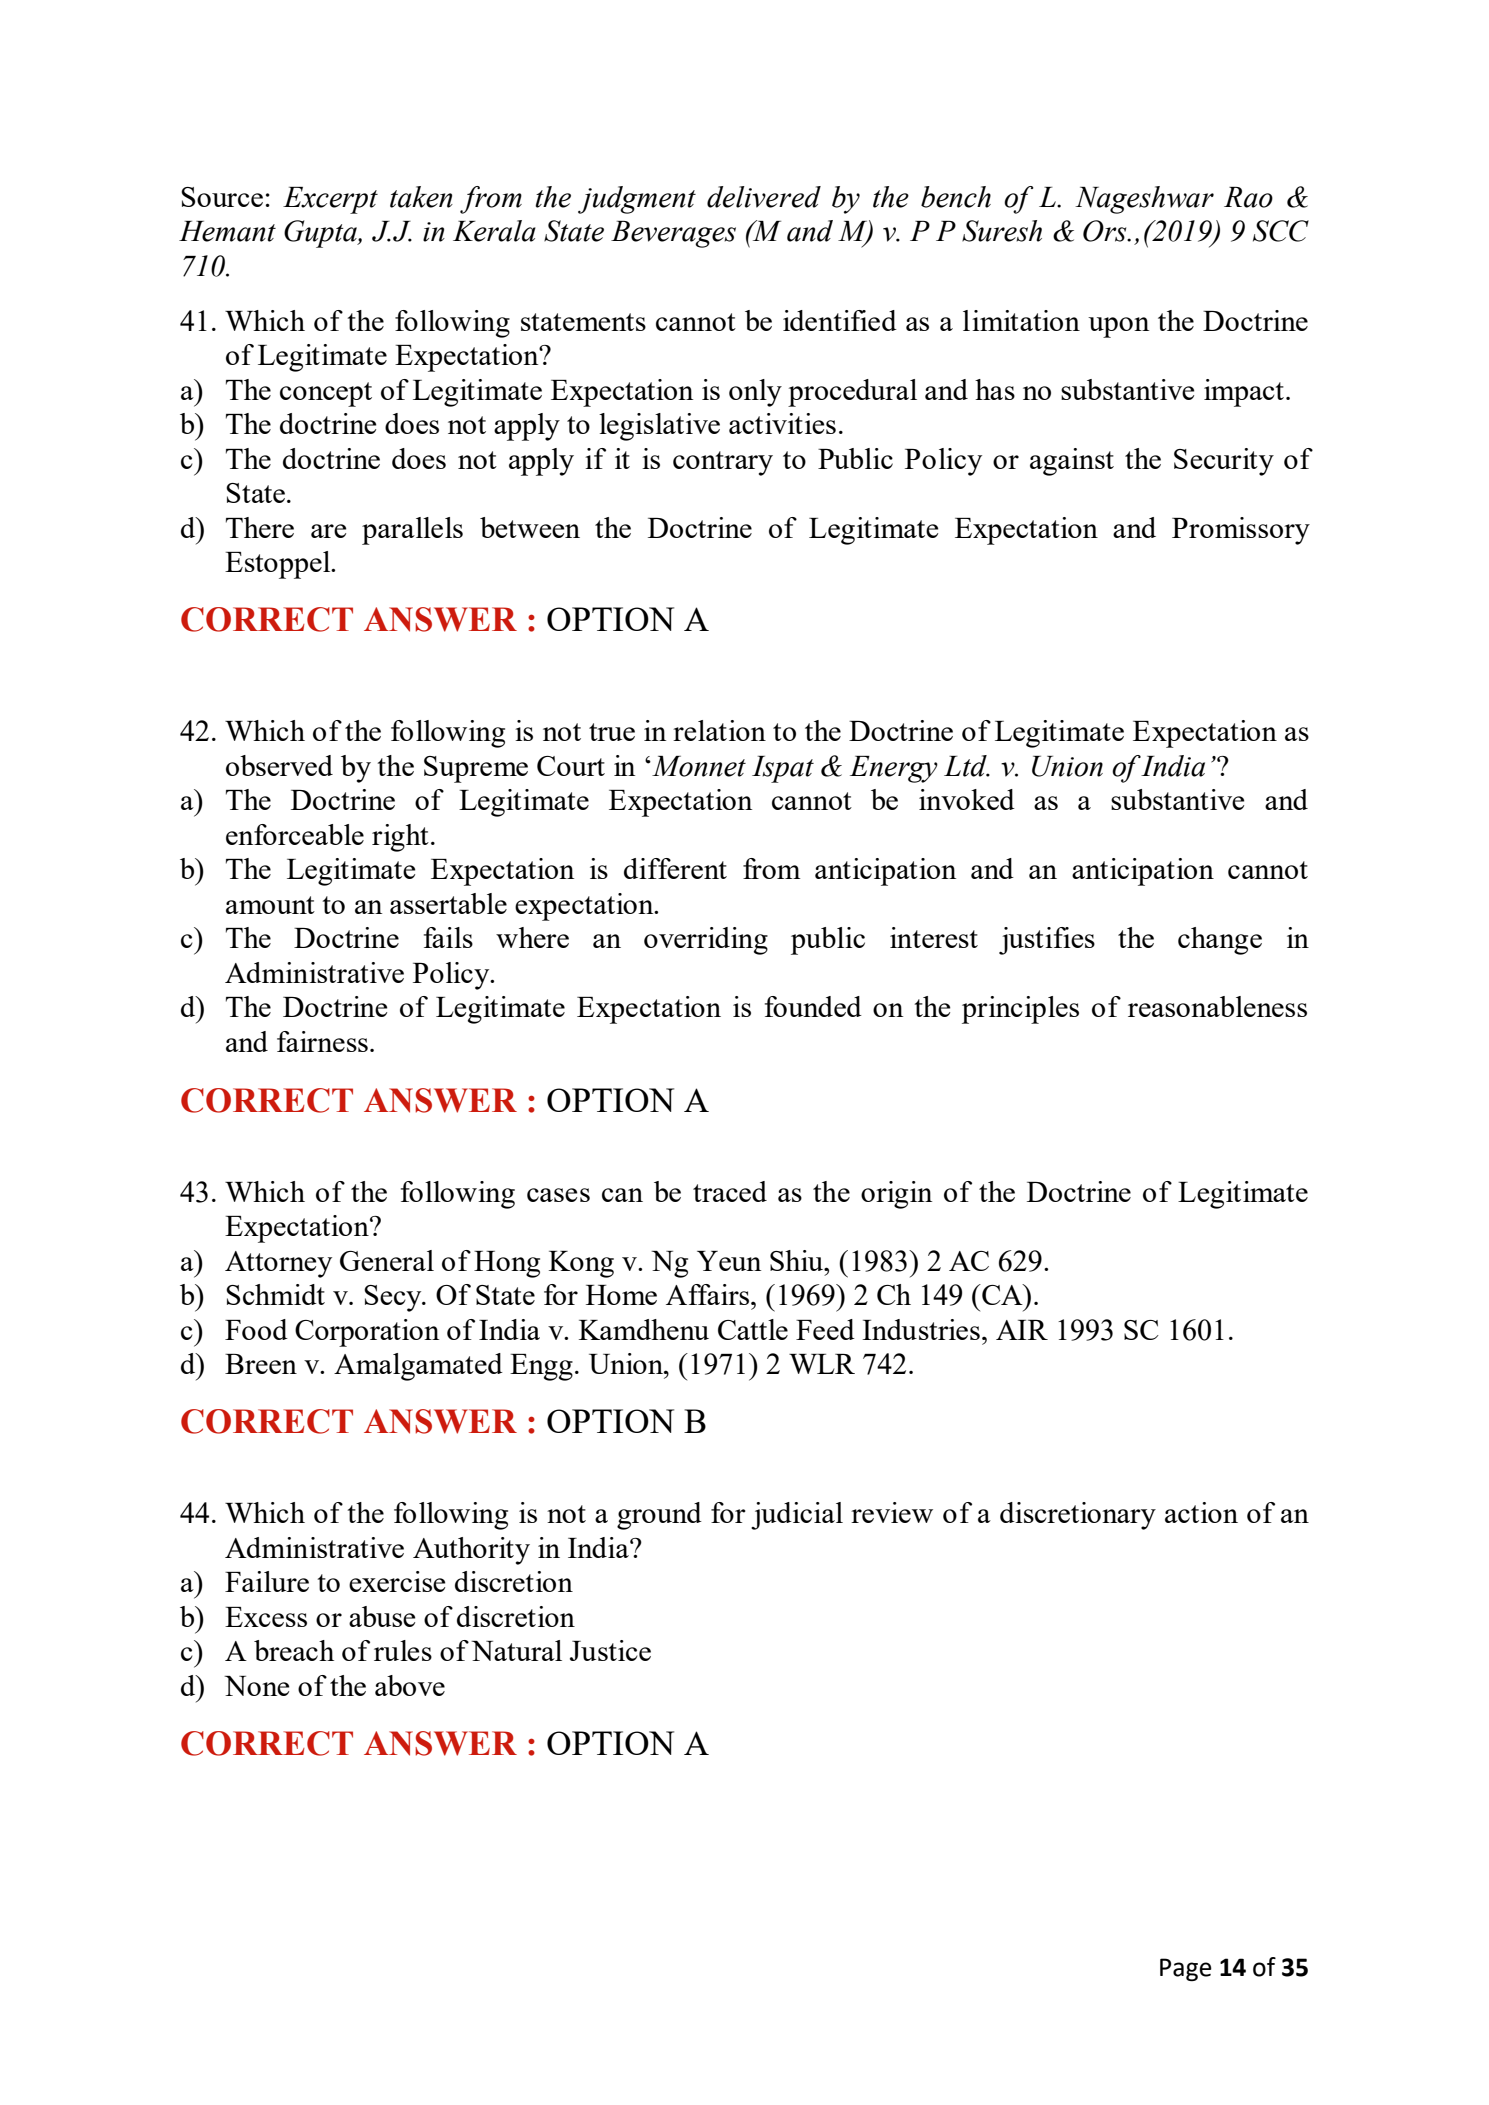 Source: Excerpt taken from the judgment delivered by the bench of L. Nageshwar Rao &
Hemant Gupta, J.J. in Kerala State Beverages (M and M) v. P P Suresh & Ors.,(2019) 9 SCC
710.
41. Which of the following statements cannot be identified as a limitation upon the Doctrine
of Legitimate Expectation?
a) The concept of Legitimate Expectation is only procedural and has no substantive impact.
b) The doctrine does not apply to legislative activities.
c) The doctrine does not apply if it is contrary to Public Policy or against the Security of
State.
d) There are parallels between the Doctrine of Legitimate Expectation and Promissory
Estoppel.
CORRECT ANSWER : OPTION A
42. Which of the following is not true in relation to the Doctrine of Legitimate Expectation as
observed by the Supreme Court in ‘Monnet Ispat & Energy Ltd. v. Union of India’?
a) The Doctrine of Legitimate Expectation cannot be invoked as a substantive and
enforceable right.
b) The Legitimate Expectation is different from anticipation and an anticipation cannot
amount to an assertable expectation.
c) The Doctrine fails where an overriding public interest justifies the change in
Administrative Policy.
d) The Doctrine of Legitimate Expectation is founded on the principles of reasonableness
and fairness.
CORRECT ANSWER : OPTION A
43. Which of the following cases can be traced as the origin of the Doctrine of Legitimate
Expectation?
a) Attorney General of Hong Kong v. Ng Yeun Shiu, (1983) 2 AC 629.
b) Schmidt v. Secy. Of State for Home Affairs, (1969) 2 Ch 149 (CA).
c) Food Corporation of India v. Kamdhenu Cattle Feed Industries, AIR 1993 SC 1601.
d) Breen v. Amalgamated Engg. Union, (1971) 2 WLR 742.
CORRECT ANSWER : OPTION B
44. Which of the following is not a ground for judicial review of a discretionary action of an
Administrative Authority in India?
a) Failure to exercise discretion
b) Excess or abuse of discretion
c) A breach of rules of Natural Justice
d) None of the above
CORRECT ANSWER : OPTION A
Page 14 of 35